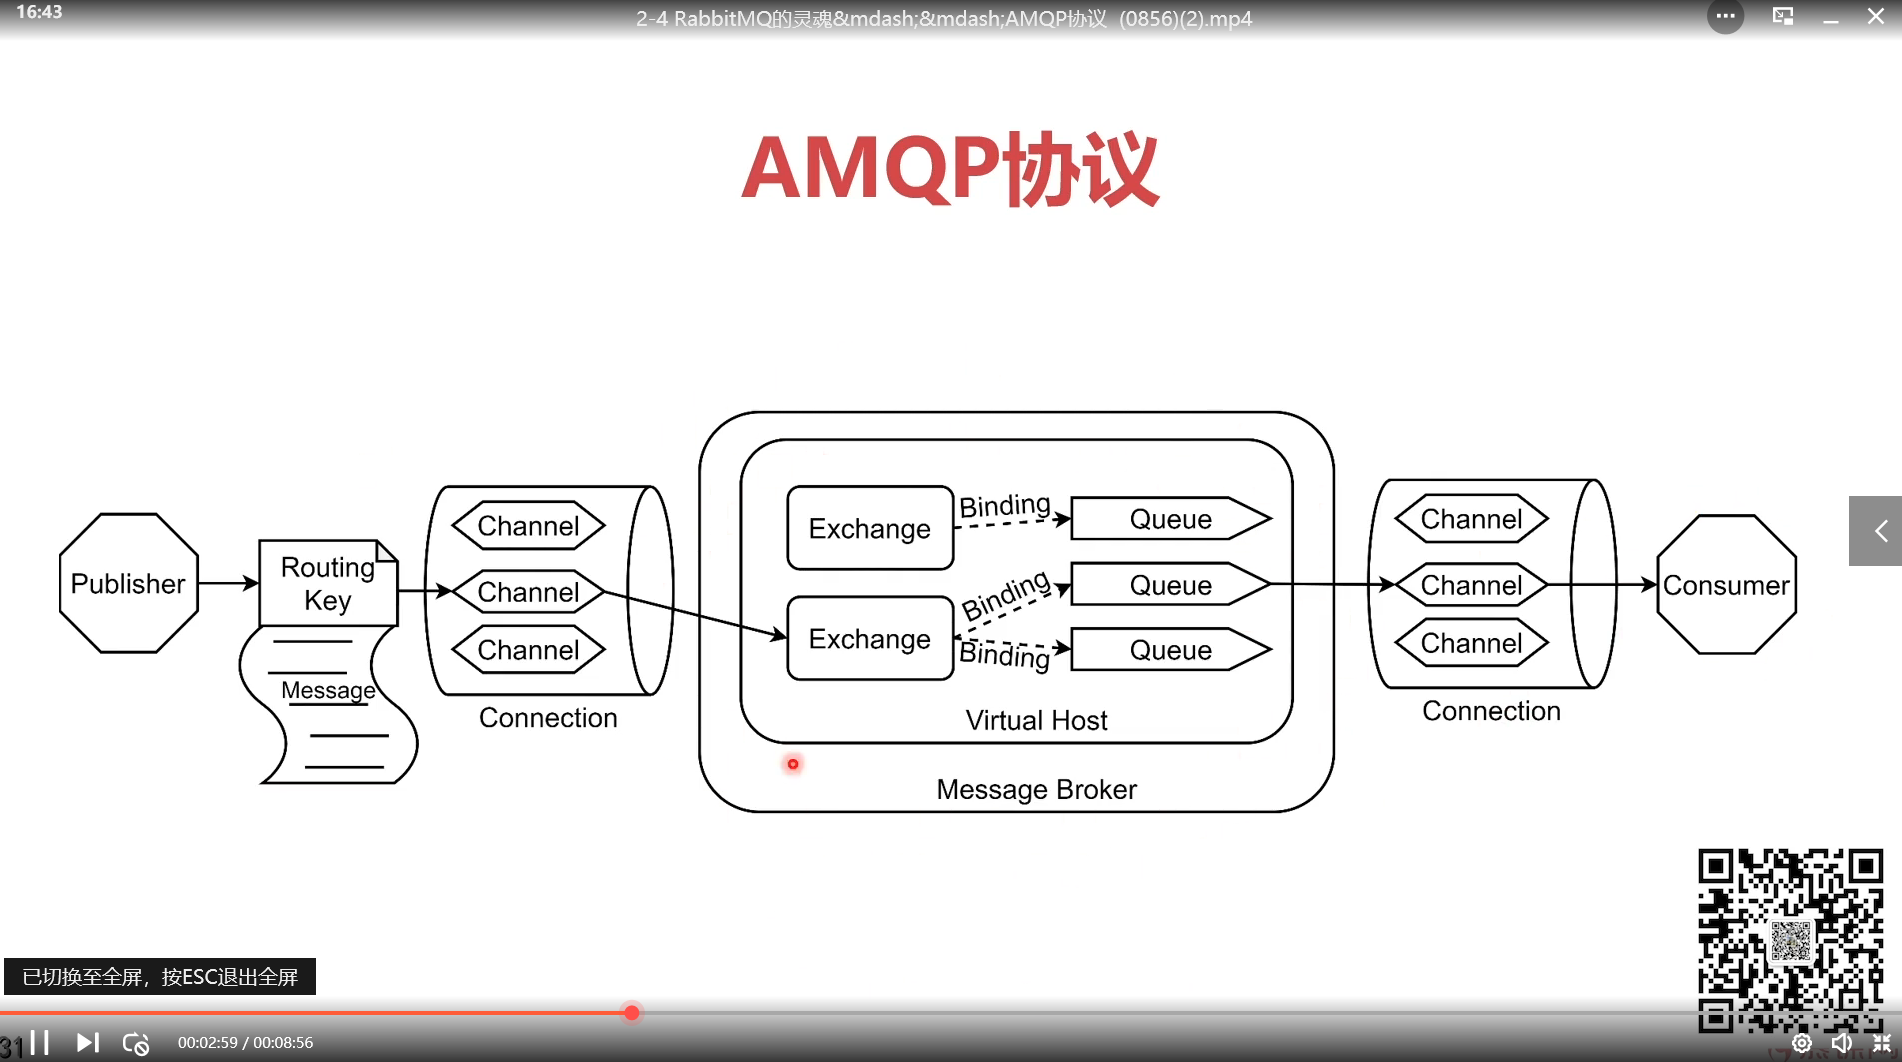 16:43
2-4 RabbitMQ的灵魂&mdash;&mdash;AMQP协议 (0856)(2).mp4
AMQP协议
Publisher
Routing
Key
Message
Channel
Channel
Channel
Connection
Exchange
Exchange
Binding
Binding
Binding
Queue
Queue
Queue
Virtual Host
Message Broker
Channel
Channel
Channel
Connection
Consumer
已切换至全屏，按ESC退出全屏
31
00:02:59 / 00:08:56